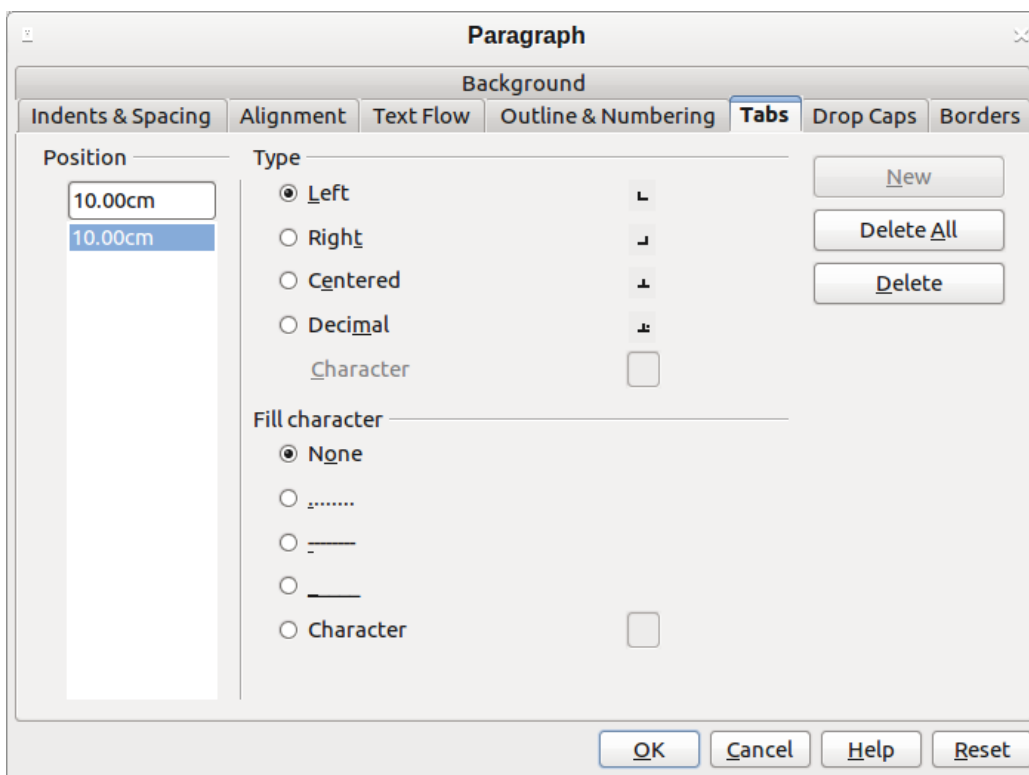 Paragraph
Background
Indents & Spacing Alignment Text Flow Outline & Numbering Tabs Drop Caps Borders
Position Type
10.00cm
10.00cm
Left
Right
Centered
Decimal
Character
Fill character
None
........
--------
______
Character
New
Delete All
Delete
OK Cancel Help Reset